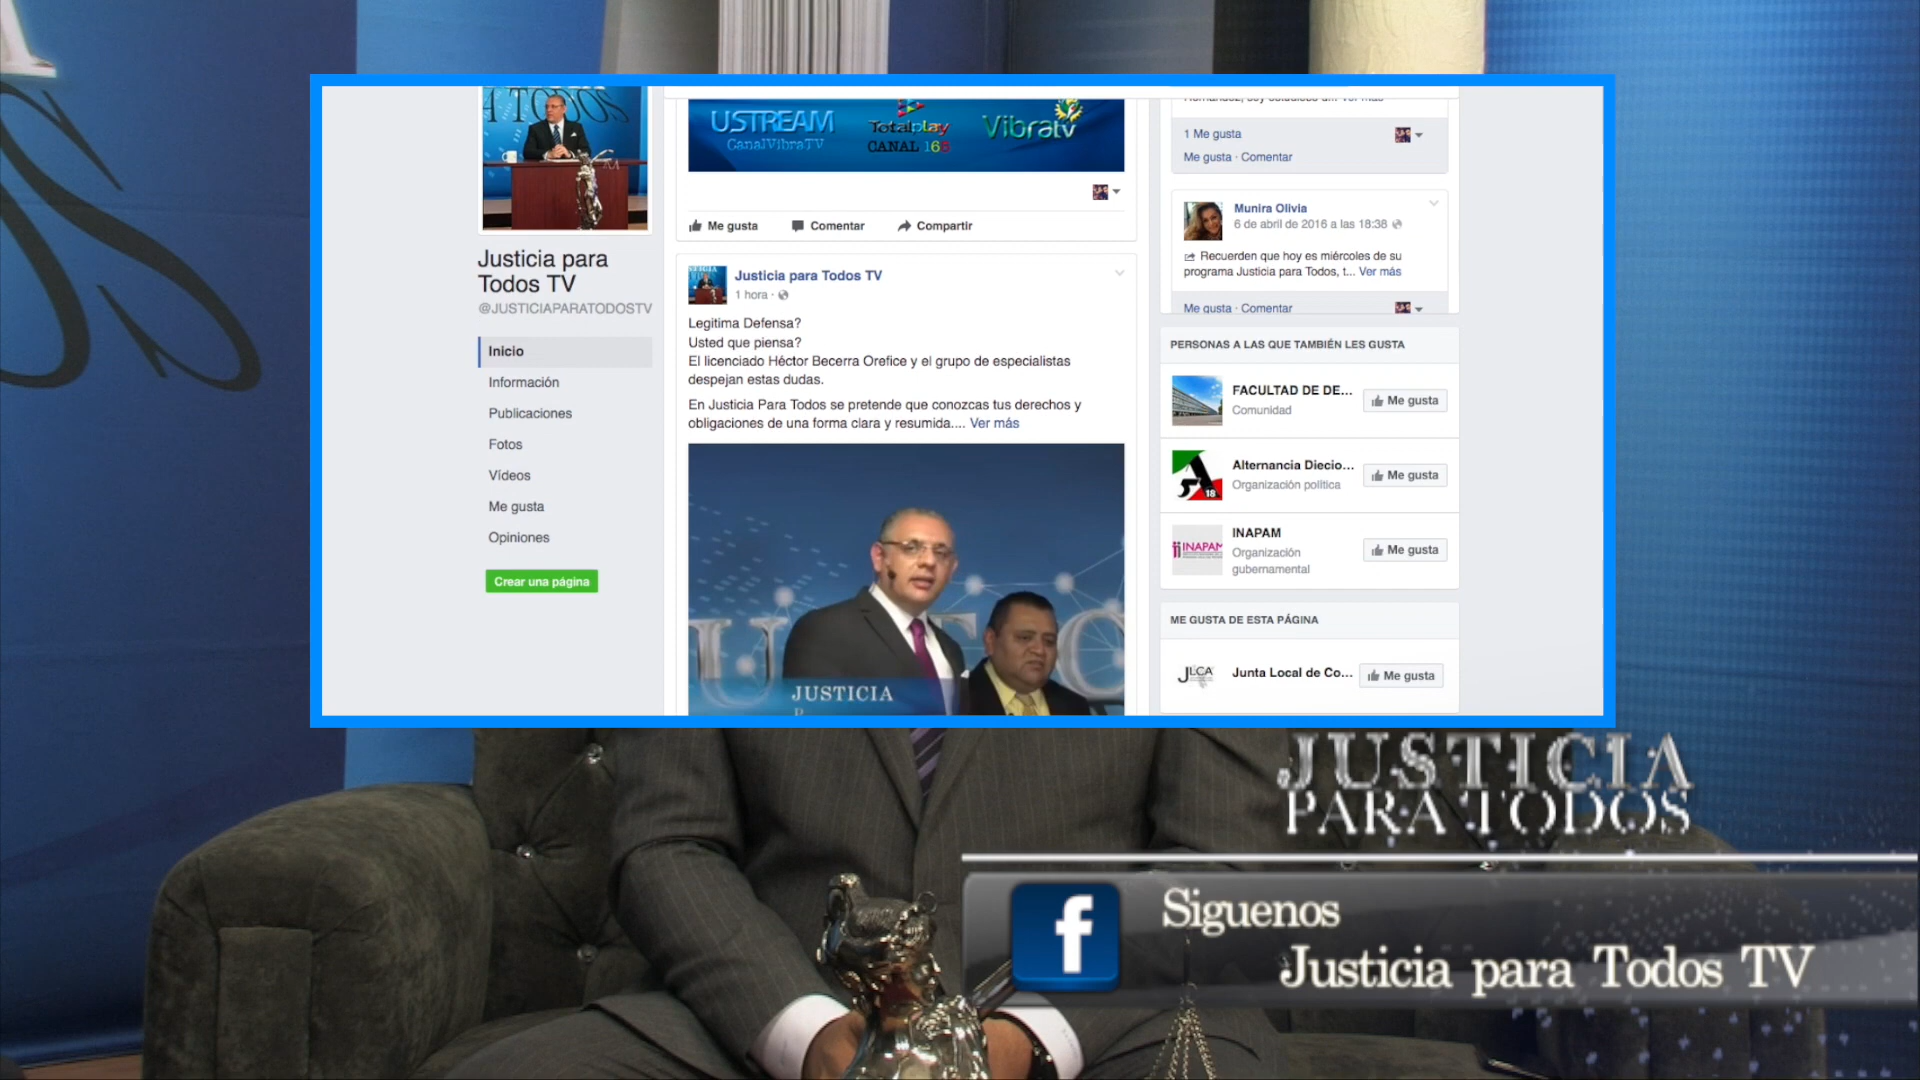 A TODOS
Justicia para
Todos TV
@JUSTICIAPARATODOSTV
Inicio
Información
Publicaciones
Fotos
Vídeos
Me gusta
Opiniones
Crear una página
USTREAM
CanalVibraTV
Totalplay
CANAL 165
Vibratv
Me gusta
Comentar
Compartir
Justicia para Todos TV
1 hora ·
Legitima Defensa?
Usted que piensa?
El licenciado Héctor Becerra Orefice y el grupo de especialistas
despejan estas dudas.
En Justicia Para Todos se pretende que conozcas tus derechos y
obligaciones de una forma clara y resumida.... Ver más
JUSTICIA
1 Me gusta
Me gusta · Comentar
Munira Olivia
6 de abril de 2016 a las 18:38
Recuerden que hoy es miércoles de su
programa Justicia para Todos, t... Ver más
Me gusta · Comentar
PERSONAS A LAS QUE TAMBIÉN LES GUSTA
FACULTAD DE DE...
Comunidad
Me gusta
18
Alternancia Diecio...
Organización política
Me gusta
INAPAM
INAPAM
Organización
gubernamental
Me gusta
ME GUSTA DE ESTA PÁGINA
JLCA
Junta Local de Co...
Me gusta
JUSTICIA
PARA TODOS
f
Siguenos
Justicia para Todos TV